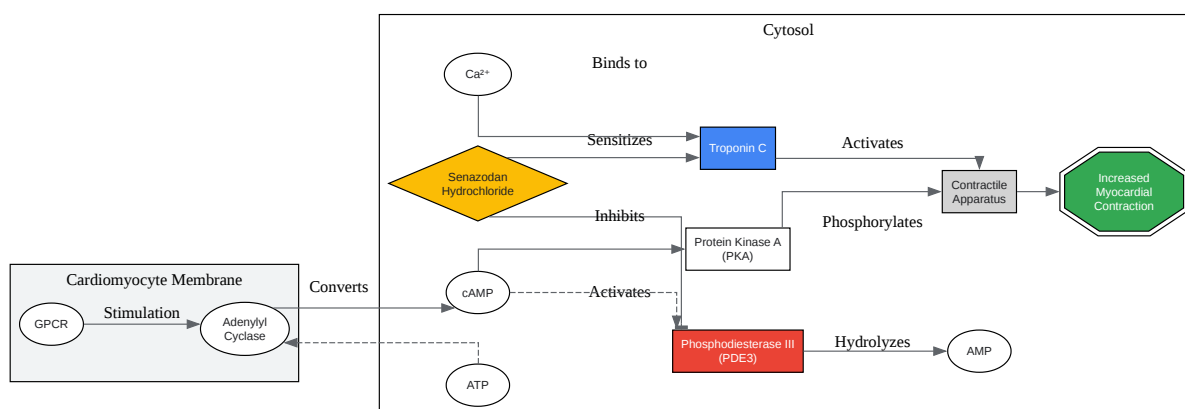 Cytosol
Ca²⁺
Binds to
Sensitizes
Troponin C
Activates
Senazodan
Hydrochloride
Contractile
Apparatus
Increased
Myocardial
Contraction
Inhibits
Phosphorylates
Protein Kinase A
(PKA)
Cardiomyocyte Membrane
Converts
cAMP
Activates
GPCR
Stimulation
Adenylyl
Cyclase
Phosphodiesterase III
(PDE3)
Hydrolyzes
AMP
ATP